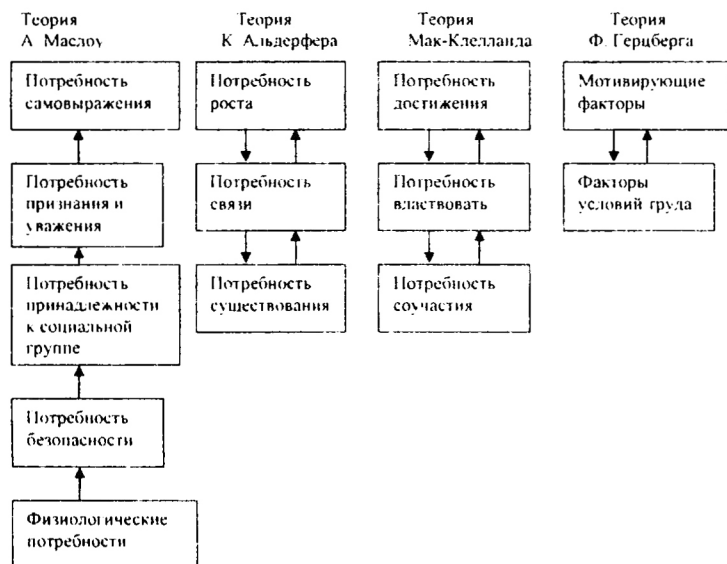 Теория
А. Маслоу
Потребность
самовыражения
Потребность
признания и
уважения
Потребность
принадлежности
к социальной
группе
Потребность
безопасности
Физиологические
потребности
Теория
К. Альдерфера
Потребность
роста
Потребность
связи
Потребность
существования
Теория
Мак-Клелланда
Потребность
достижения
Потребность
властвовать
Потребность
соучастия
Теория
Ф. Герцберга
Мотивирующие
факторы
Факторы
условий труда